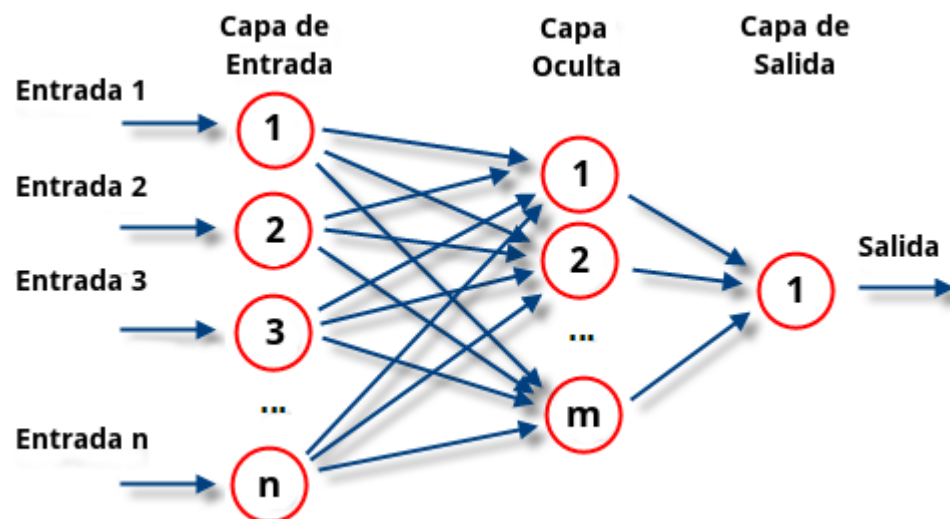 Capa de
Entrada
Capa
Oculta
Capa de
Salida
Entrada 1
1
Entrada 2
2
Entrada 3
3
...
Entrada n
n
1
2
...
m
1
Salida